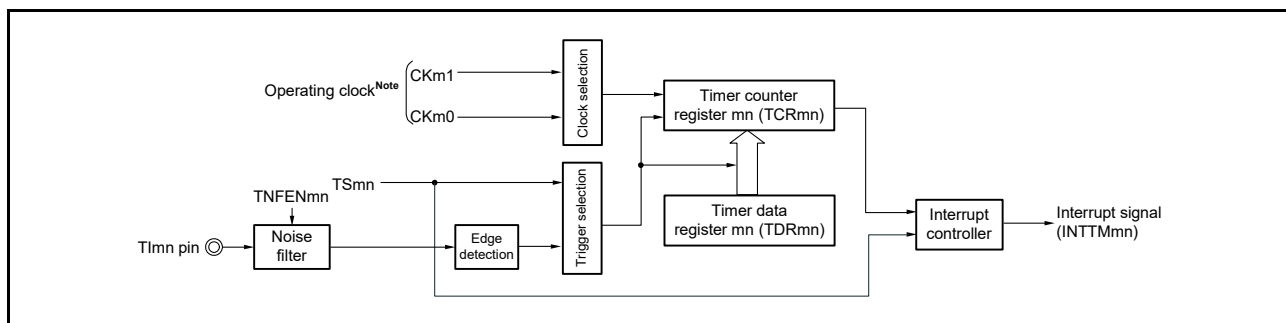 Operating clockNote
CKm1
CKm0
Clock selection
Timer counter
register mn (TCRmn)
TSmn
TNFENmn
TImn pin
Noise
filter
Edge
detection
Trigger selection
Timer data
register mn (TDRmn)
Interrupt
controller
Interrupt signal
(INTTMmn)